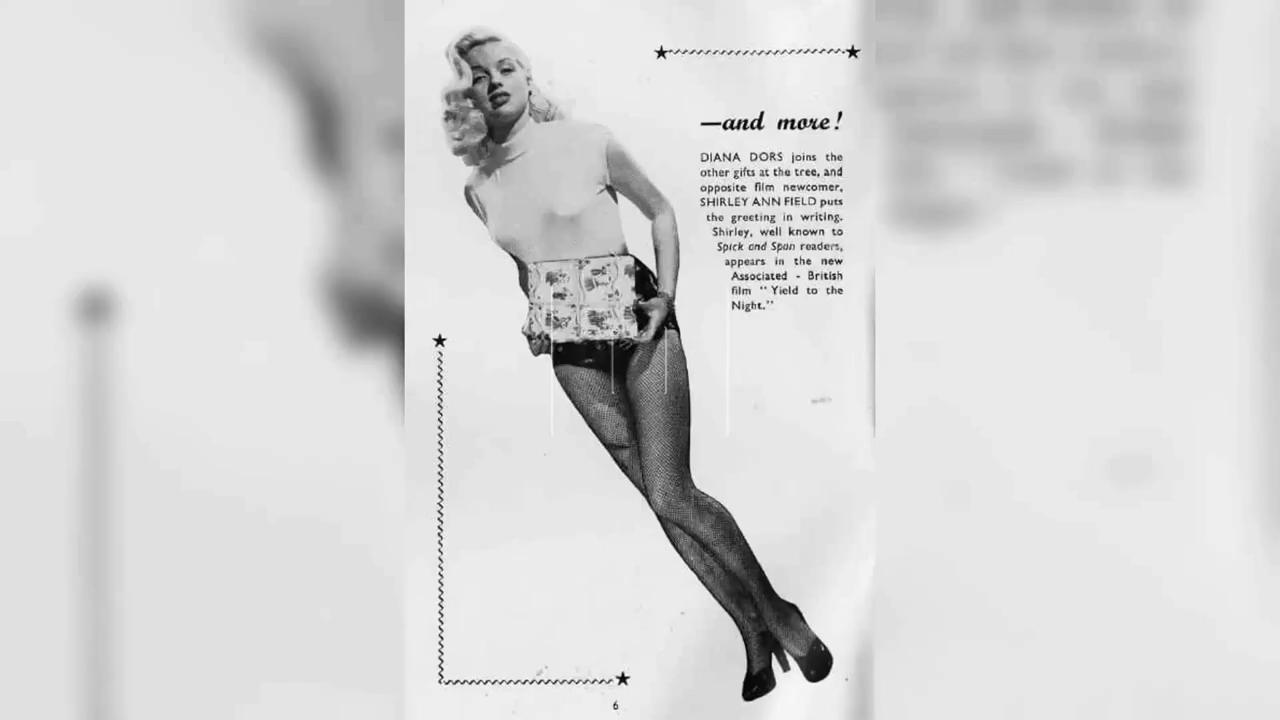 —and more!
DIANA DORS joins the
other gifts at the tree, and
opposite film newcomer,
SHIRLEY ANN FIELD puts
the greeting in writing.
Shirley, well known to
Spick and Span readers,
appears in the new
Associated - British
film "Yield to the
Night."
6